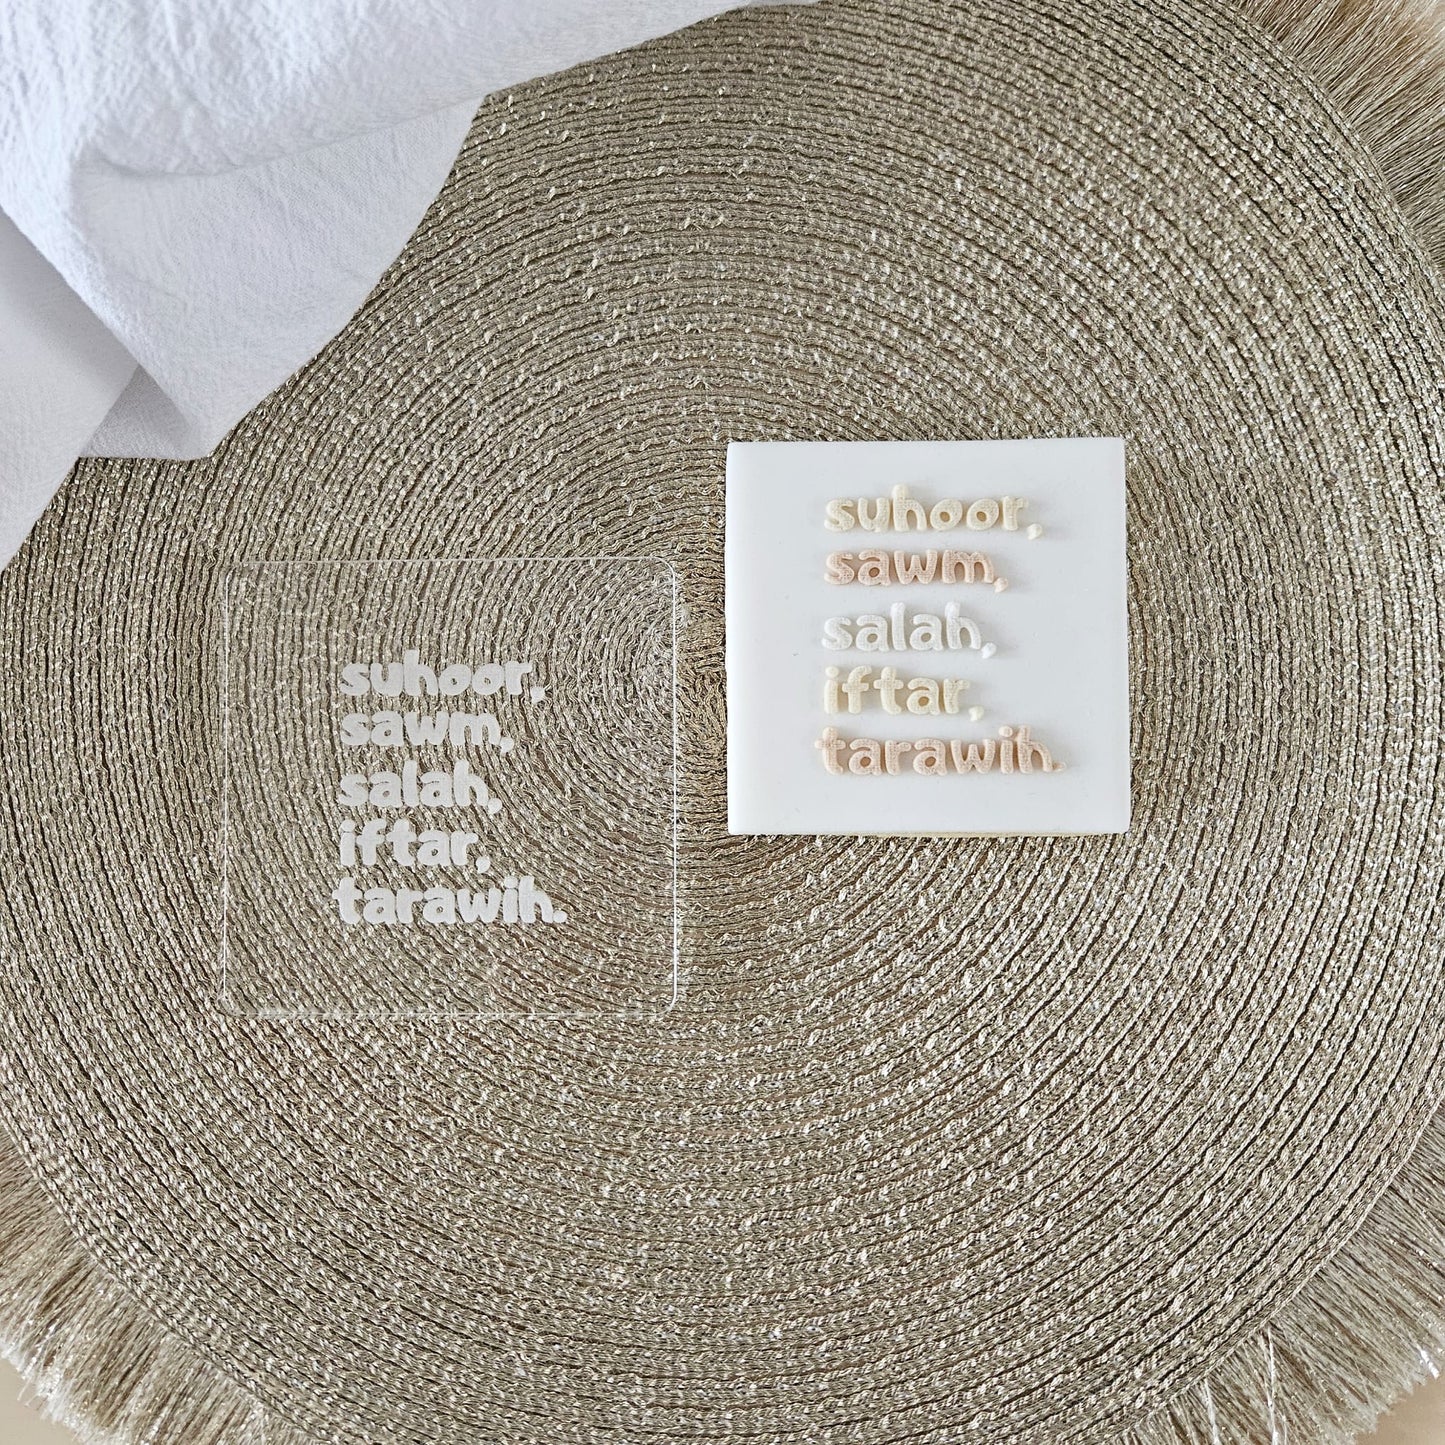 suhoor,
sawm,
salah,
iftar,
tarawih.
suhoor,
sawm,
salah,
iftar,
tarawih.